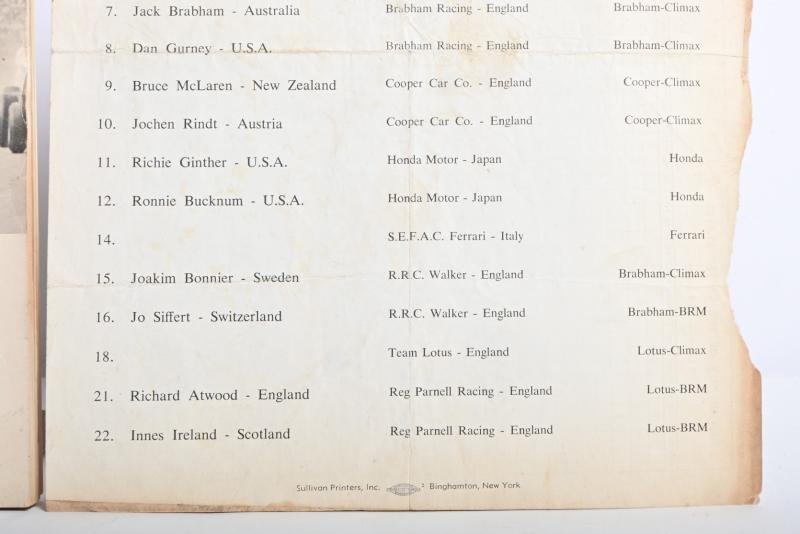 7. Jack Brabham - Australia Brabham Racing - England Brabham-Climax
8. Dan Gurney - U.S.A. Brabham Racing - England Brabham-Climax
9. Bruce McLaren - New Zealand Cooper Car Co. - England Cooper-Climax
10. Jochen Rindt - Austria Cooper Car Co. - England Cooper-Climax
11. Richie Ginther - U.S.A. Honda Motor - Japan Honda
12. Ronnie Bucknum - U.S.A. Honda Motor - Japan Honda
14. S.E.F.A.C. Ferrari - Italy Ferrari
15. Joakim Bonnier - Sweden R.R.C. Walker - England Brabham-Climax
16. Jo Siffert - Switzerland R.R.C. Walker - England Brabham-BRM
18. Team Lotus - England Lotus-Climax
21. Richard Atwood - England Reg Parnell Racing - England Lotus-BRM
22. Innes Ireland - Scotland Reg Parnell Racing - England Lotus-BRM
Sullivan Printers, Inc. 2 Binghamton, New York